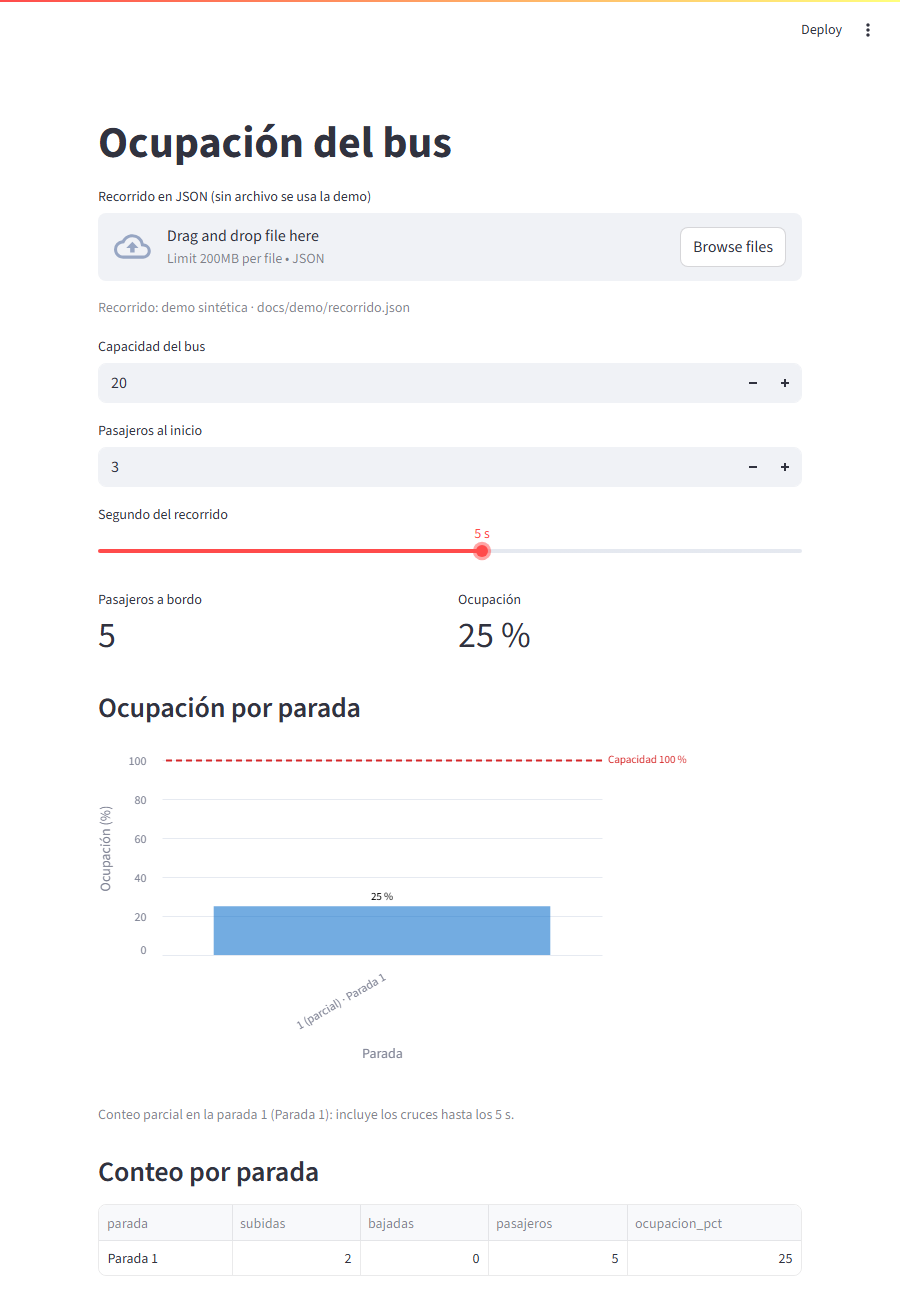 Deploy
Ocupación del bus
Recorrido en JSON (sin archivo se usa la demo)
Drag and drop file here
Limit 200MB per file • JSON
Browse files
Recorrido: demo sintética · docs/demo/recorrido.json
Capacidad del bus
20
Pasajeros al inicio
3
Segundo del recorrido
5 s
Pasajeros a bordo
Ocupación
5
25 %
Ocupación por parada
100
Capacidad 100 %
80
60
40
20
0
Ocupación (%)
25 %
1 (parcial) · Parada 1
Parada
Conteo parcial en la parada 1 (Parada 1): incluye los cruces hasta los 5 s.
Conteo por parada
parada subidas bajadas pasajeros ocupacion_pct
Parada 1 2 0 5 25